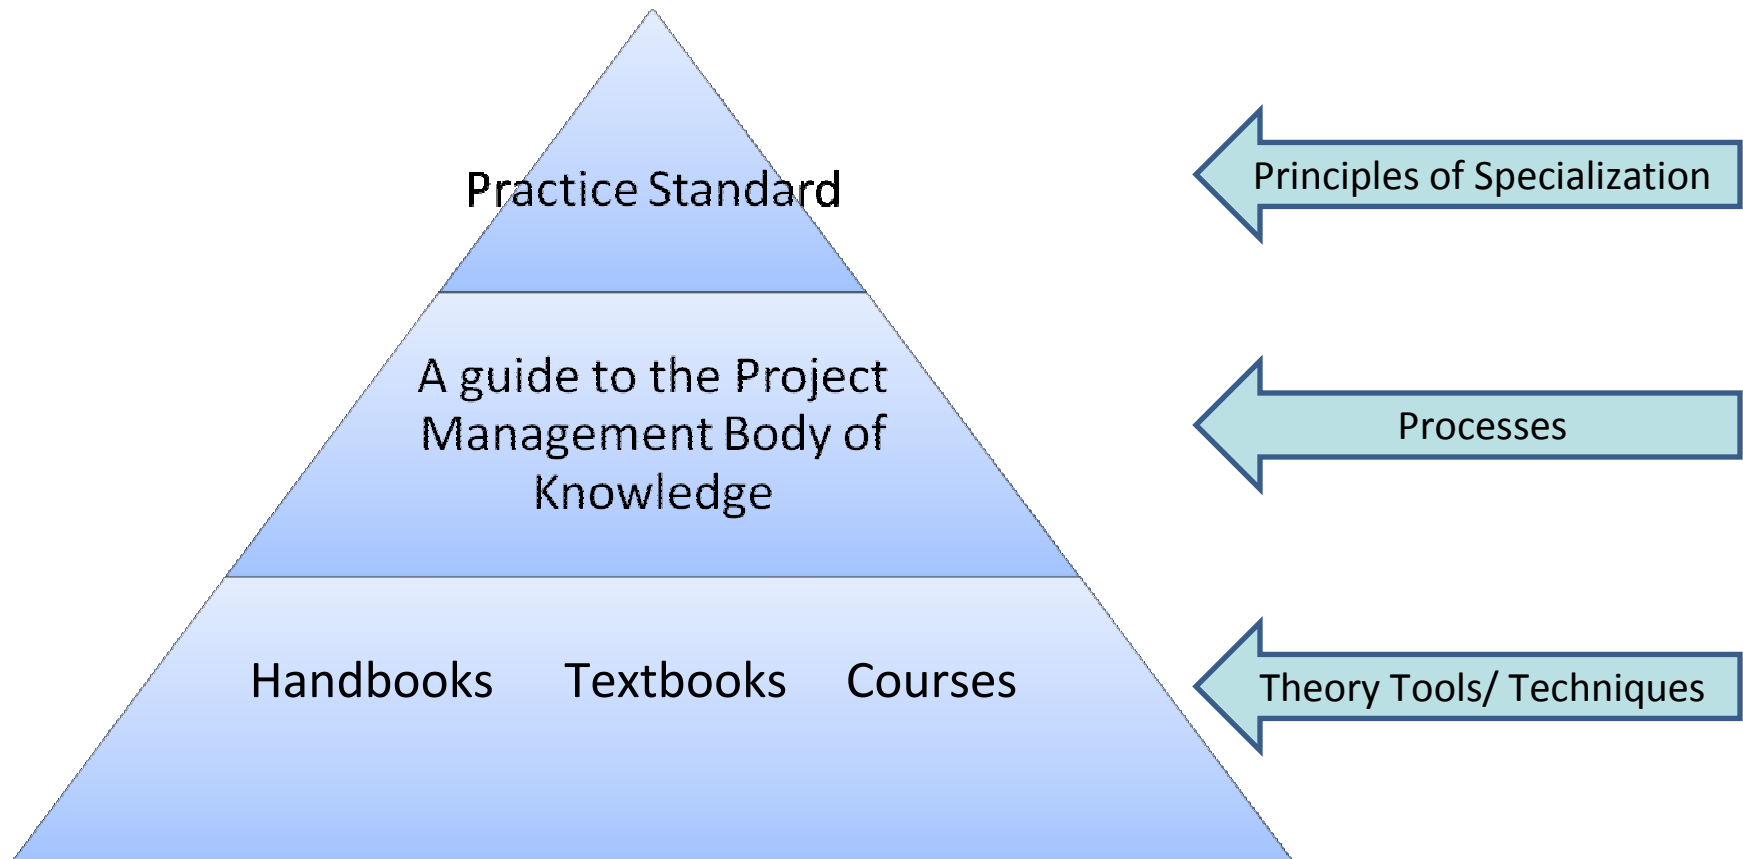 Practice Standard
Principles of Specialization
A guide to the Project
Management Body of
Knowledge
Processes
Handbooks Textbooks Courses
Theory Tools/ Techniques